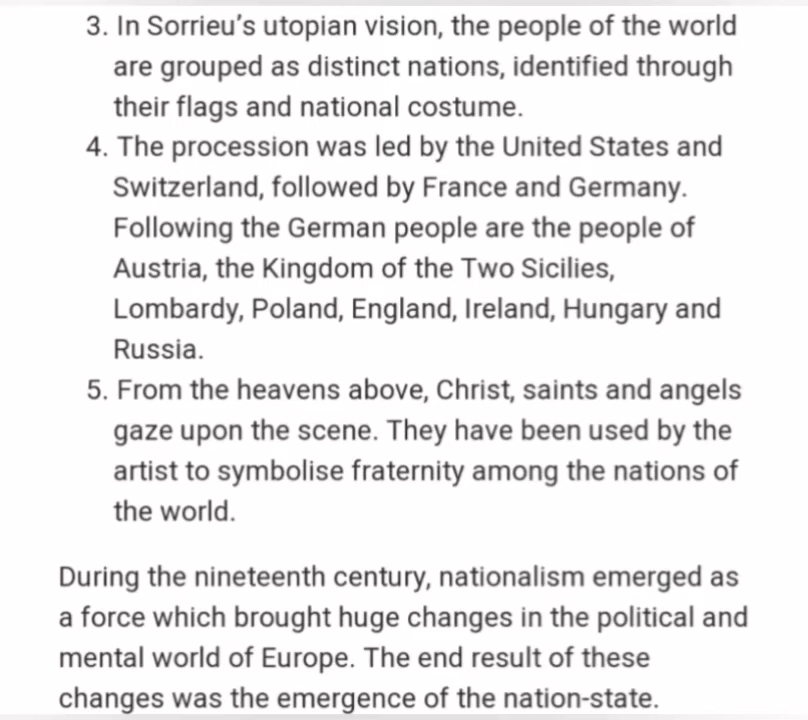 3. In Sorrieu's utopian vision, the people of the world
are grouped as distinct nations, identified through
their flags and national costume.
4. The procession was led by the United States and
Switzerland, followed by France and Germany.
Following the German people are the people of
Austria, the Kingdom of the Two Sicilies,
Lombardy, Poland, England, Ireland, Hungary and
Russia.
5. From the heavens above, Christ, saints and angels
gaze upon the scene. They have been used by the
artist to symbolise fraternity among the nations of
the world.
During the nineteenth century, nationalism emerged as
a force which brought huge changes in the political and
mental world of Europe. The end result of these
changes was the emergence of the nation-state.